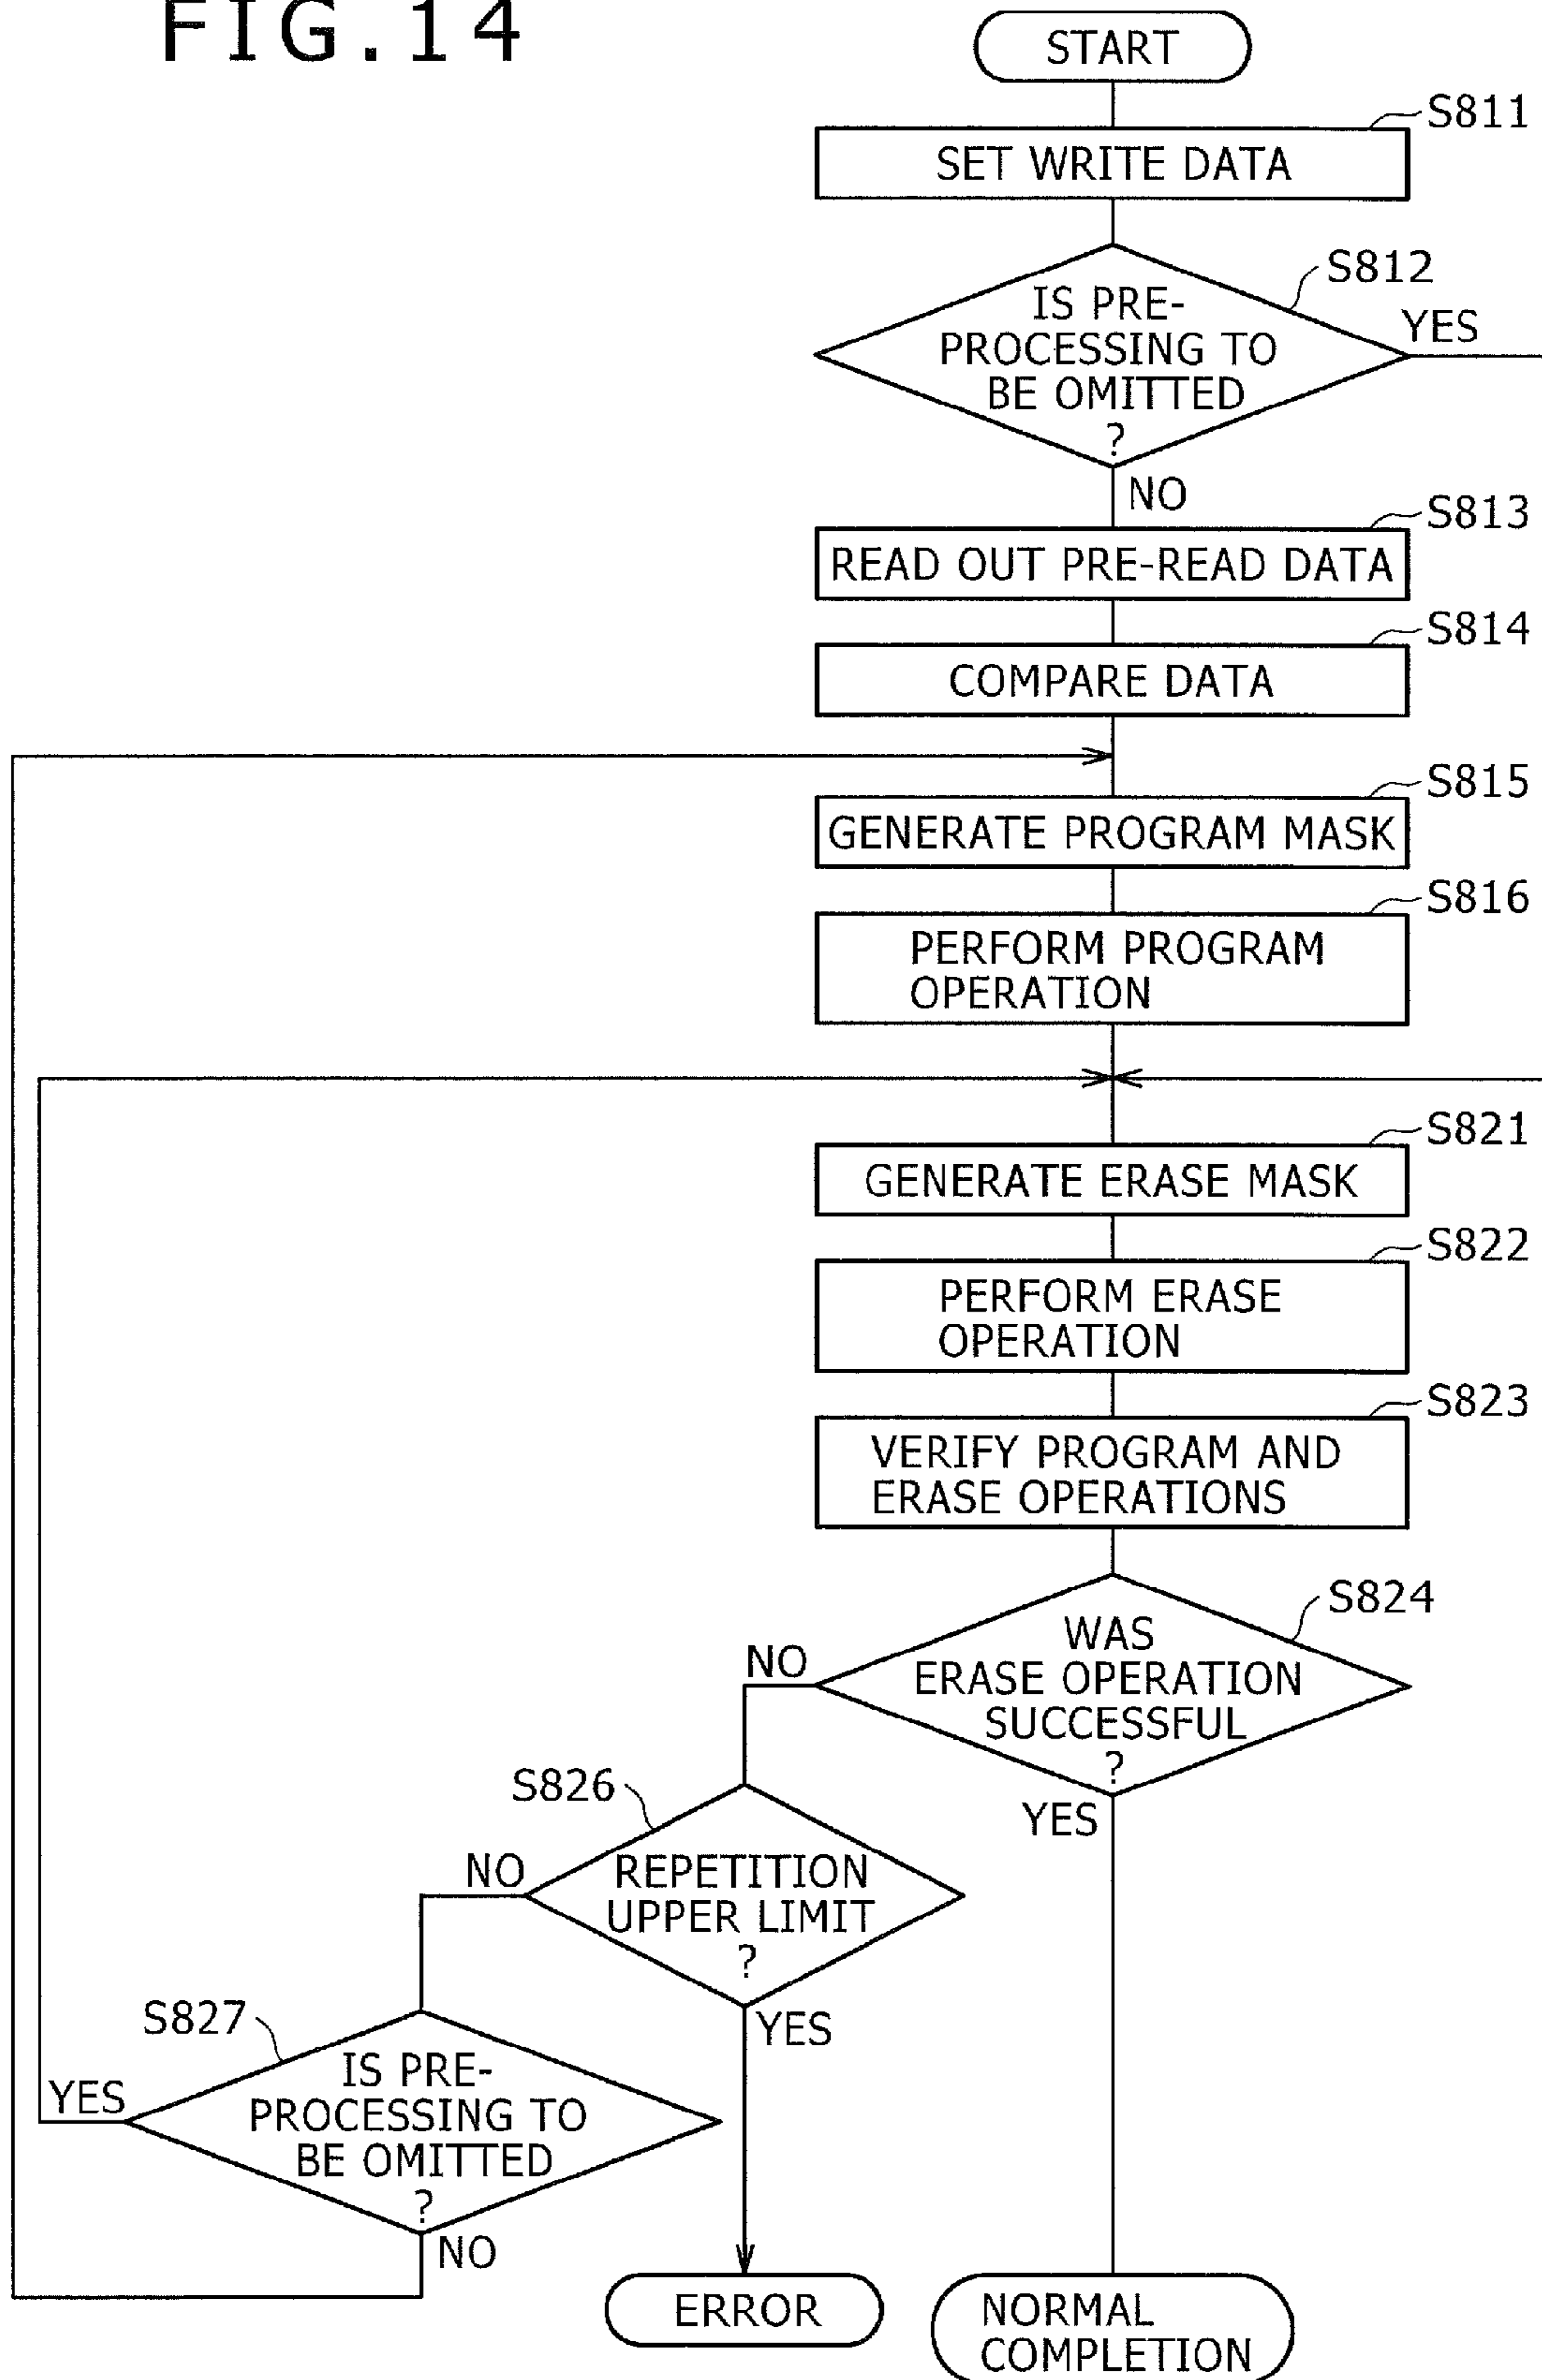 FIG.14
START
S811
SET WRITE DATA
S812
IS PRE-
PROCESSING TO
BE OMITTED
?
YES
NO
S813
READ OUT PRE-READ DATA
S814
COMPARE DATA
S815
GENERATE PROGRAM MASK
S816
PERFORM PROGRAM
OPERATION
S821
GENERATE ERASE MASK
S822
PERFORM ERASE
OPERATION
S823
VERIFY PROGRAM AND
ERASE OPERATIONS
S824
WAS
ERASE OPERATION
SUCCESSFUL
?
NO
YES
S826
REPETITION
UPPER LIMIT
?
NO
YES
S827
IS PRE-
PROCESSING TO
BE OMITTED
?
YES
NO
ERROR
NORMAL
COMPLETION